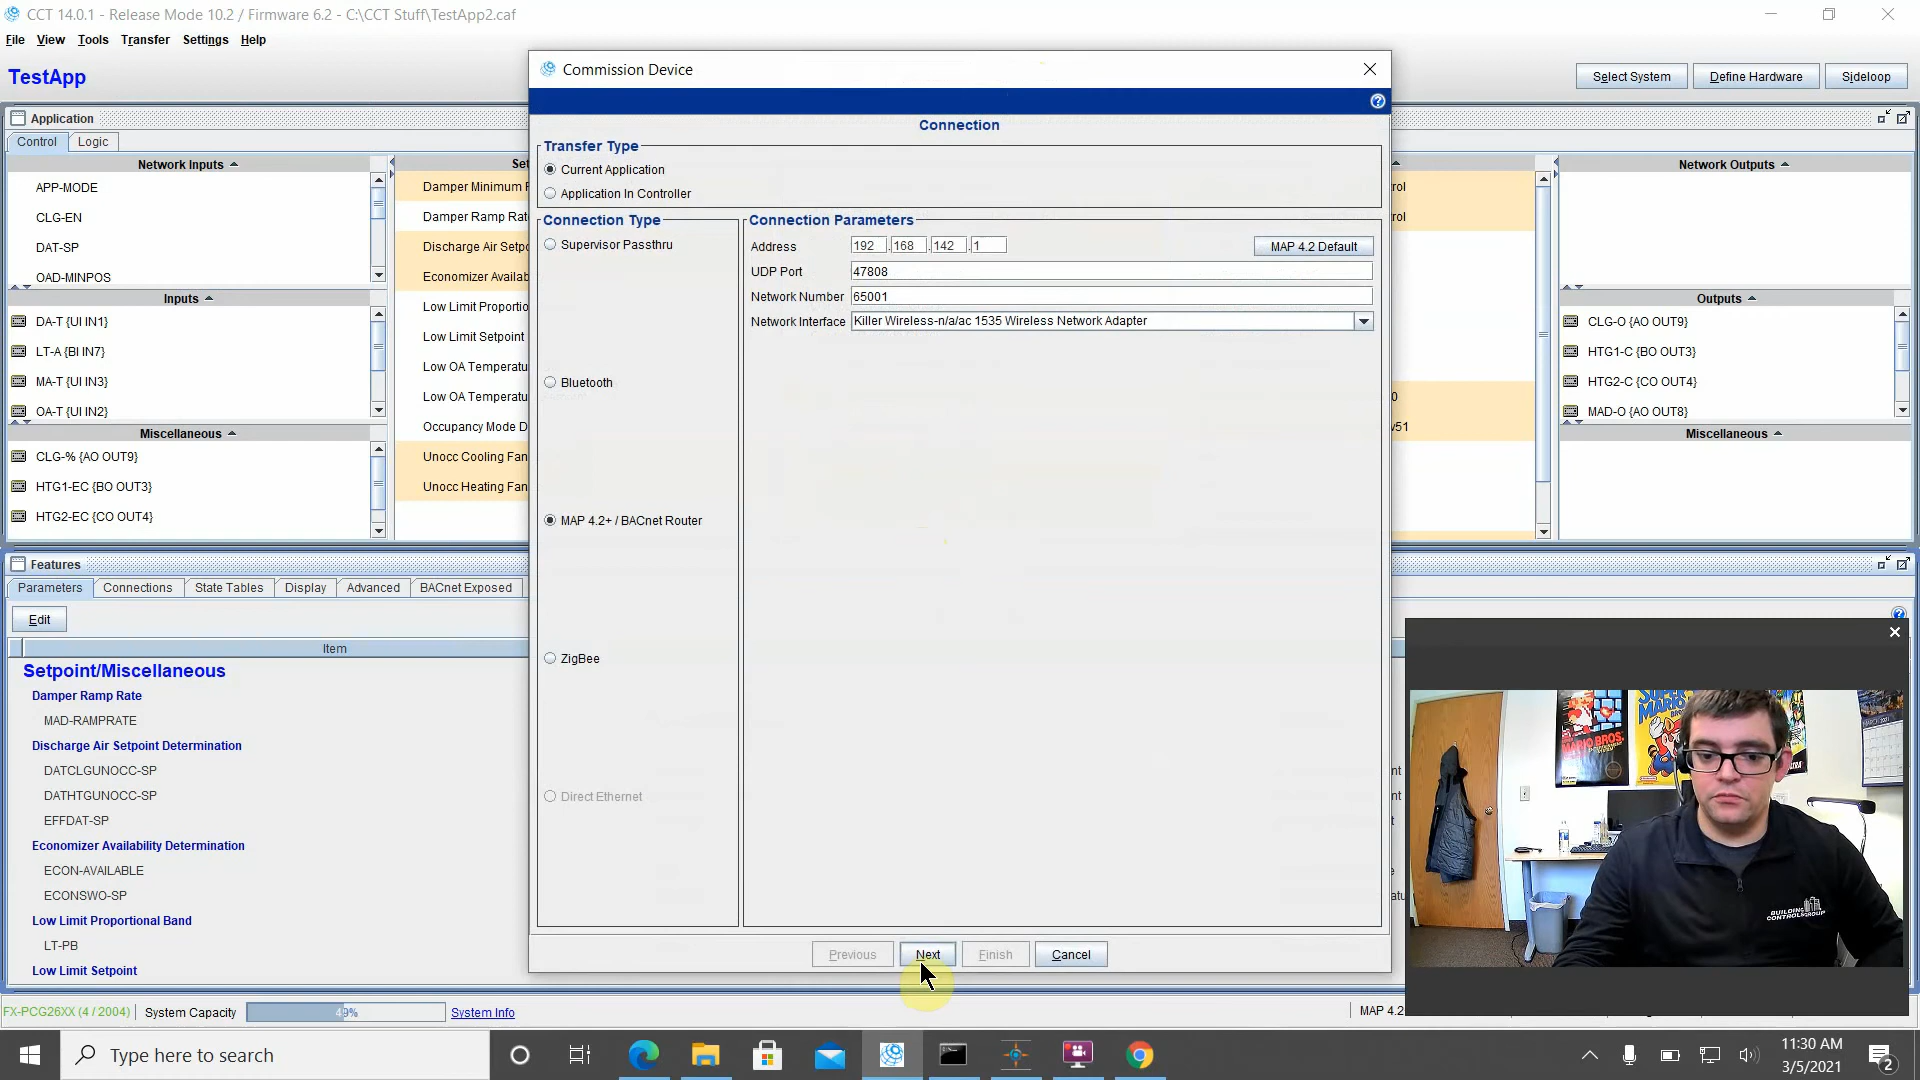 CCT 14.0.1 - Release Mode 10.2 / Firmware 6.2 - C:\CCT Stuff\TestApp2.caf
File View Tools Transfer Settings Help
TestApp
Select System Define Hardware Sideloop
Application
Control Logic
Network Inputs
APP-MODE
CLG-EN
DAT-SP
OAD-MINPOS
Inputs
DA-T {UI IN1}
LT-A {BI IN7}
MA-T {UI IN3}
OA-T {UI IN2}
Miscellaneous
CLG-% {AO OUT9}
HTG1-EC {BO OUT3}
HTG2-EC {CO OUT4}
Damper Minimum
Damper Ramp Rat
Discharge Air Setpo
Economizer Availab
Low Limit Proportio
Low Limit Setpoint
Low OA Temperatu
Low OA Temperatu
Occupancy Mode D
Unocc Cooling Fan
Unocc Heating Fan
Commission Device
Connection
Transfer Type
Current Application
Application In Controller
Connection Type
Supervisor Passthru
Bluetooth
MAP 4.2+ / BACnet Router
ZigBee
Direct Ethernet
Connection Parameters
Address 192 . 168 . 142 . 1 MAP 4.2 Default
UDP Port 47808
Network Number 65001
Network Interface Killer Wireless-n/a/ac 1535 Wireless Network Adapter
Previous Next Finish Cancel
Network Outputs
Outputs
CLG-O {AO OUT9}
HTG1-C {BO OUT3}
HTG2-C {CO OUT4}
MAD-O {AO OUT8}
Miscellaneous
Features
Parameters Connections State Tables Display Advanced BACnet Exposed
Edit
Item
Setpoint/Miscellaneous
Damper Ramp Rate
MAD-RAMPRATE
Discharge Air Setpoint Determination
DATCLGUNOCC-SP
DATHTGUNOCC-SP
EFFDAT-SP
Economizer Availability Determination
ECON-AVAILABLE
ECONSWO-SP
Low Limit Proportional Band
LT-PB
Low Limit Setpoint
FX-PCG26XX (4 / 2004) System Capacity 49% System Info
MAP 4.2
MARIO BROS.
SUPER
MARIO
MARCH 2021
BUILDING
CONTROLS GROUP
Type here to search
11:30 AM
3/5/2021
2